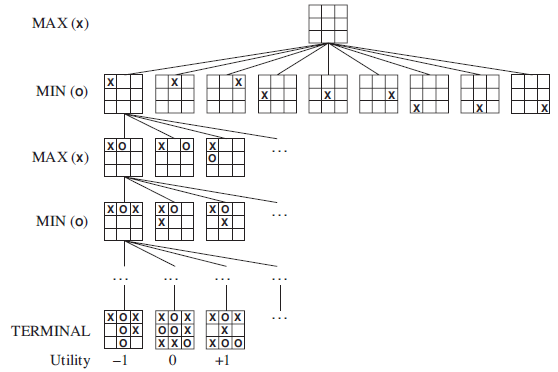 MAX (X)
MIN (O)
X X X X X X X X X
MAX (X)
X O X O X ...
O
MIN (O)
X O X X O X O ...
X X
... ... ... ...
TERMINAL
X O X X O X X O X ...
O X O O X X
O X X O X O O
Utility −1 0 +1